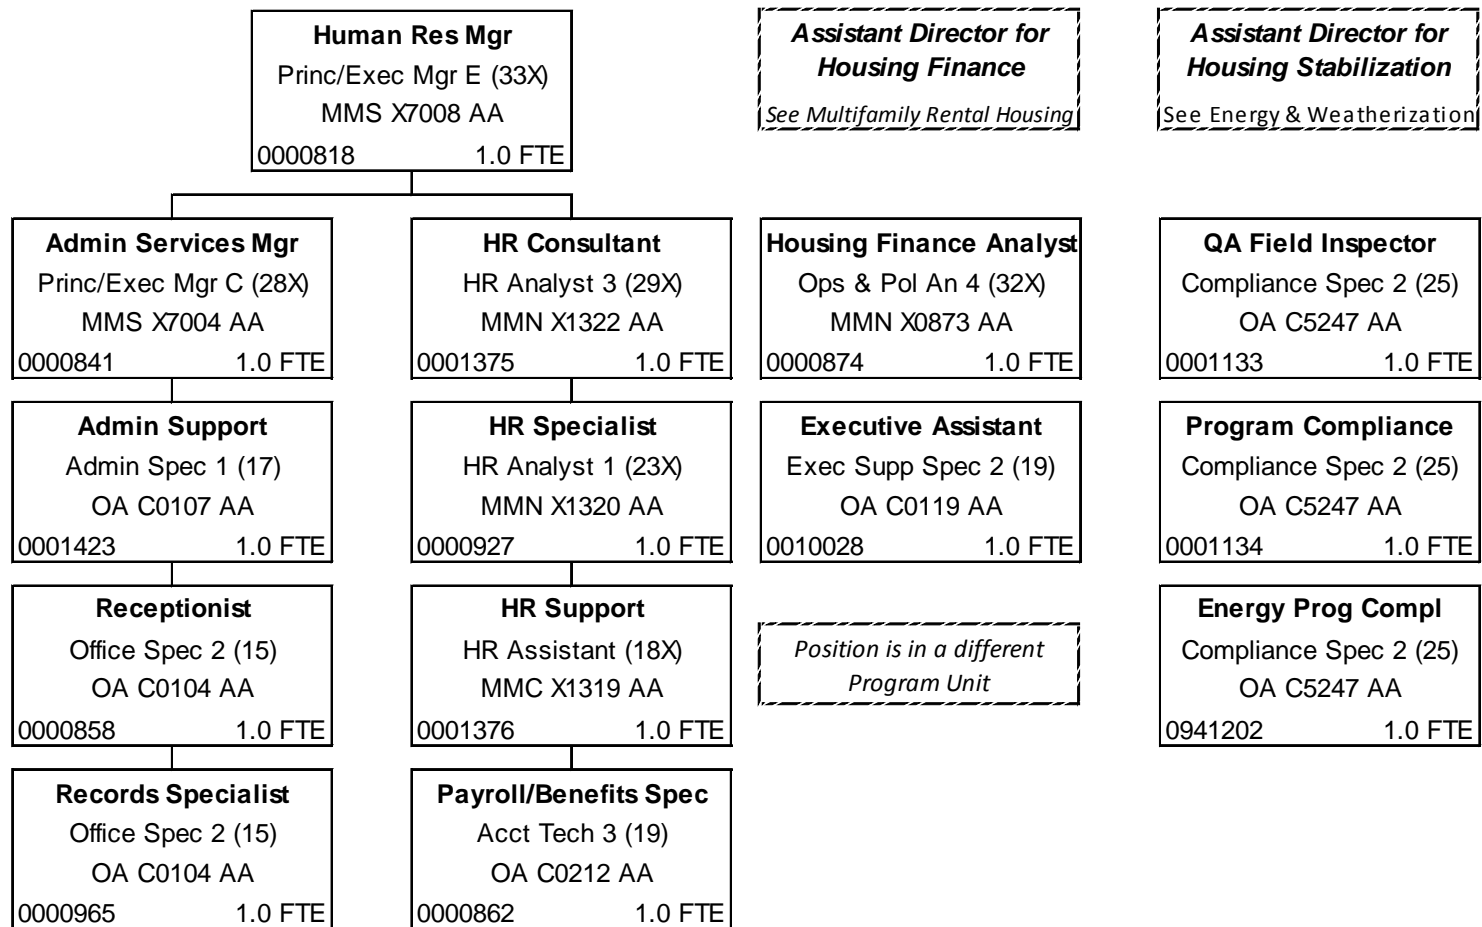 Human Res Mgr
Princ/Exec Mgr E (33X)
MMS X7008 AA
0000818 1.0 FTE
Assistant Director for
Housing Finance
See Multifamily Rental Housing
Assistant Director for
Housing Stabilization
See Energy & Weatherization
Admin Services Mgr
Princ/Exec Mgr C (28X)
MMS X7004 AA
0000841 1.0 FTE
HR Consultant
HR Analyst 3 (29X)
MMN X1322 AA
0001375 1.0 FTE
Housing Finance Analyst
Ops & Pol An 4 (32X)
MMN X0873 AA
0000874 1.0 FTE
QA Field Inspector
Compliance Spec 2 (25)
OA C5247 AA
0001133 1.0 FTE
Admin Support
Admin Spec 1 (17)
OA C0107 AA
0001423 1.0 FTE
HR Specialist
HR Analyst 1 (23X)
MMN X1320 AA
0000927 1.0 FTE
Executive Assistant
Exec Supp Spec 2 (19)
OA C0119 AA
0010028 1.0 FTE
Program Compliance
Compliance Spec 2 (25)
OA C5247 AA
0001134 1.0 FTE
Receptionist
Office Spec 2 (15)
OA C0104 AA
0000858 1.0 FTE
HR Support
HR Assistant (18X)
MMC X1319 AA
0001376 1.0 FTE
Position is in a different
Program Unit
Energy Prog Compl
Compliance Spec 2 (25)
OA C5247 AA
0941202 1.0 FTE
Records Specialist
Office Spec 2 (15)
OA C0104 AA
0000965 1.0 FTE
Payroll/Benefits Spec
Acct Tech 3 (19)
OA C0212 AA
0000862 1.0 FTE